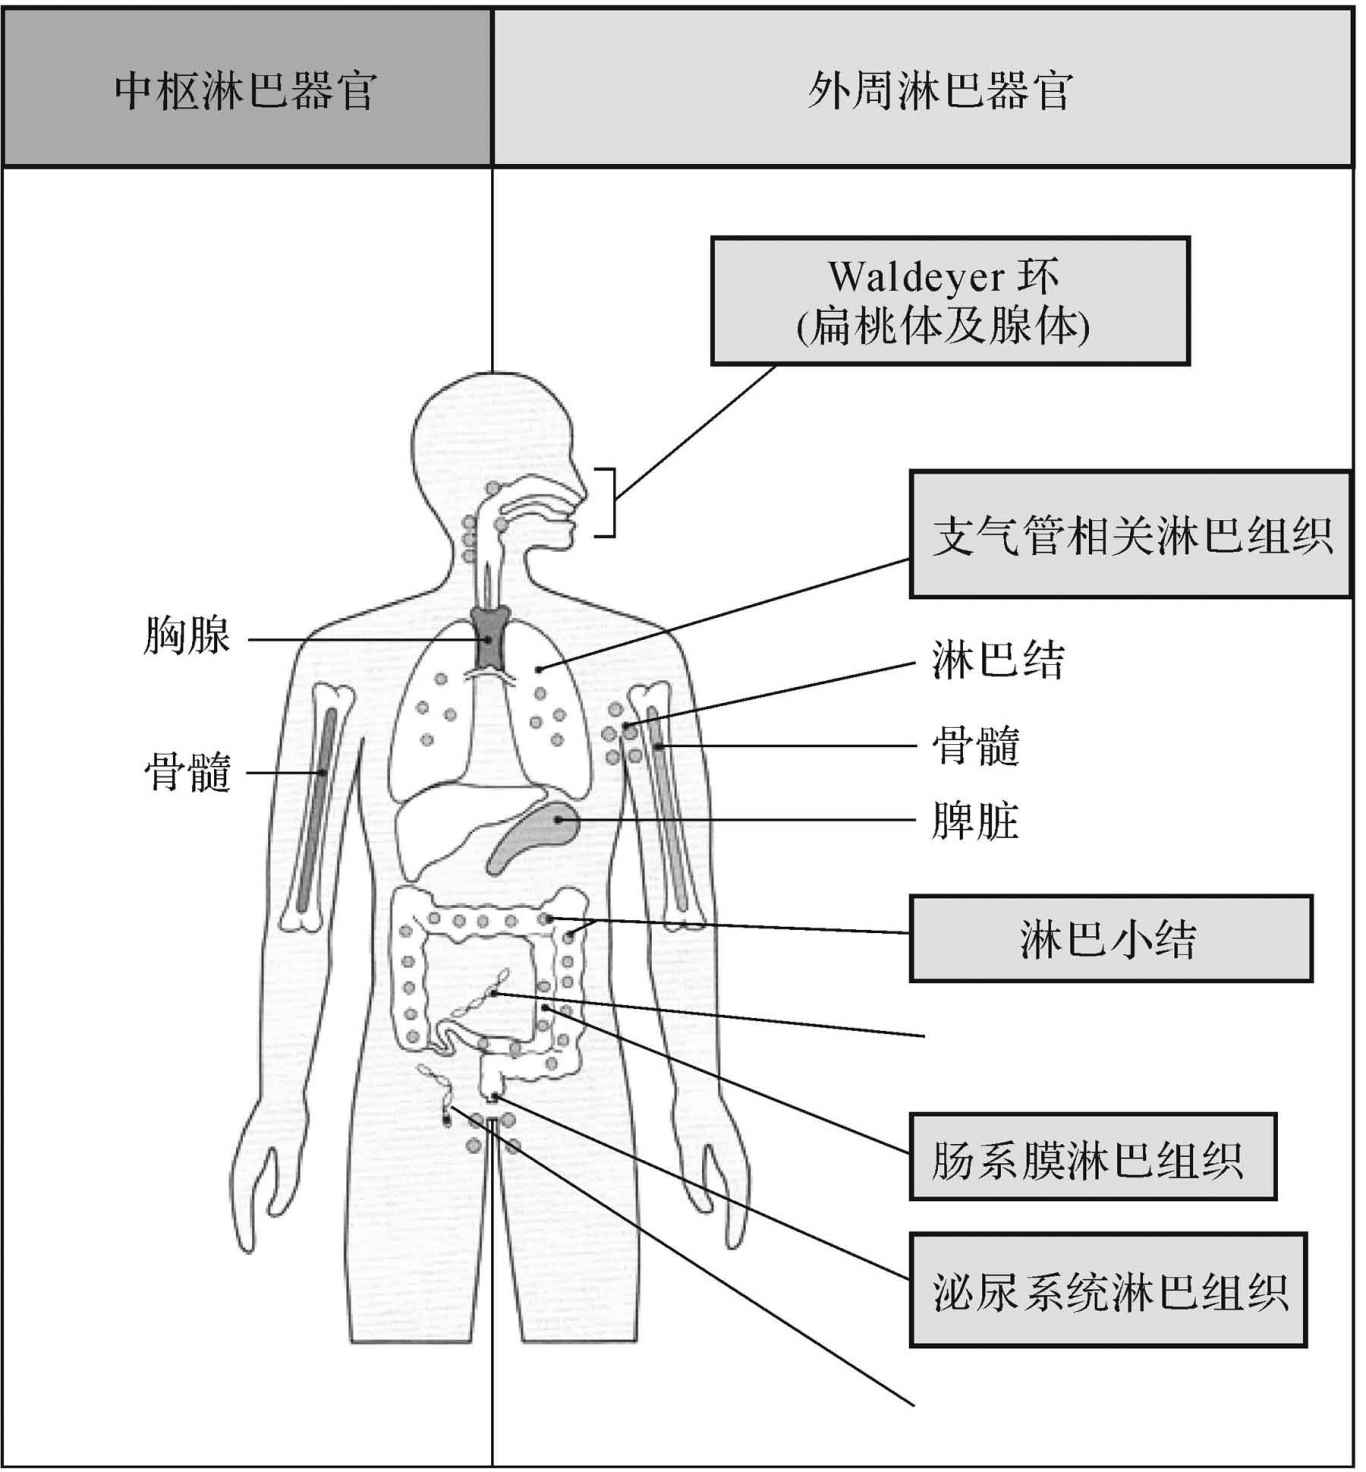 中枢淋巴器官
外周淋巴器官
Waldeyer 环
(扁桃体及腺体)
支气管相关淋巴组织
胸腺
淋巴结
骨髓
骨髓
脾脏
淋巴小结
肠系膜淋巴组织
泌尿系统淋巴组织